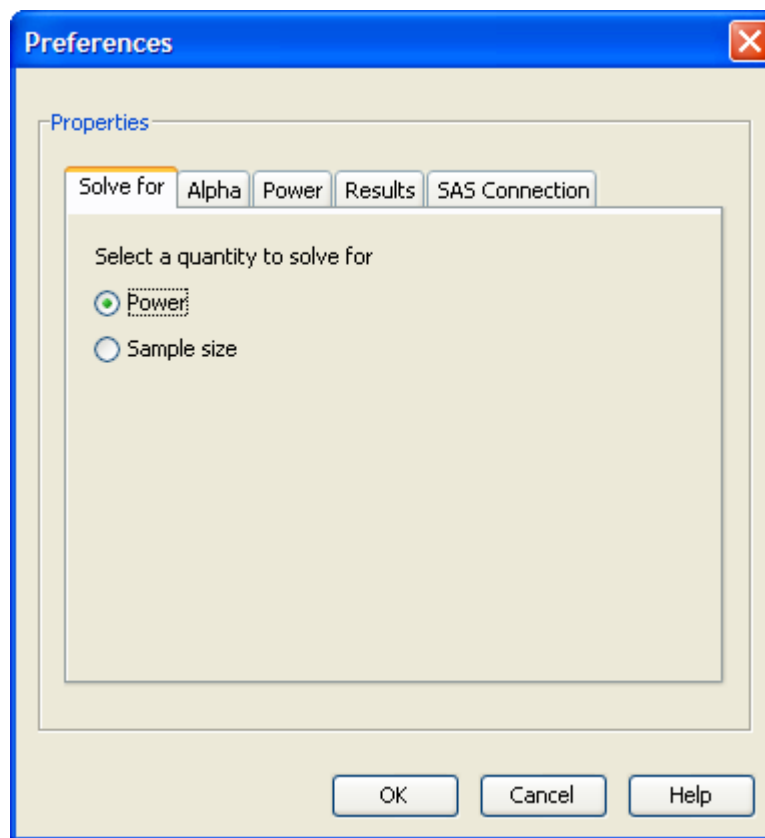 Preferences
Properties
Solve for Alpha Power Results SAS Connection
Select a quantity to solve for
Power
Sample size
OK Cancel Help